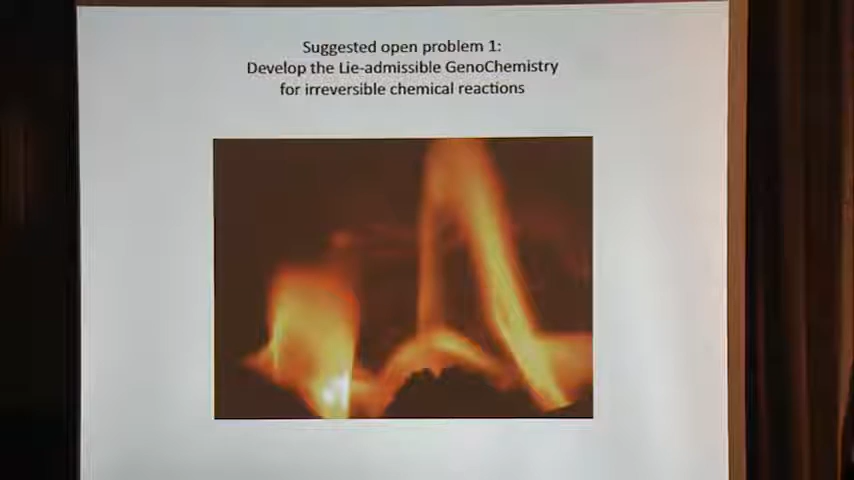 Suggested open problem 1:
Develop the Lie-admissible GenoChemistry
for irreversible chemical reactions